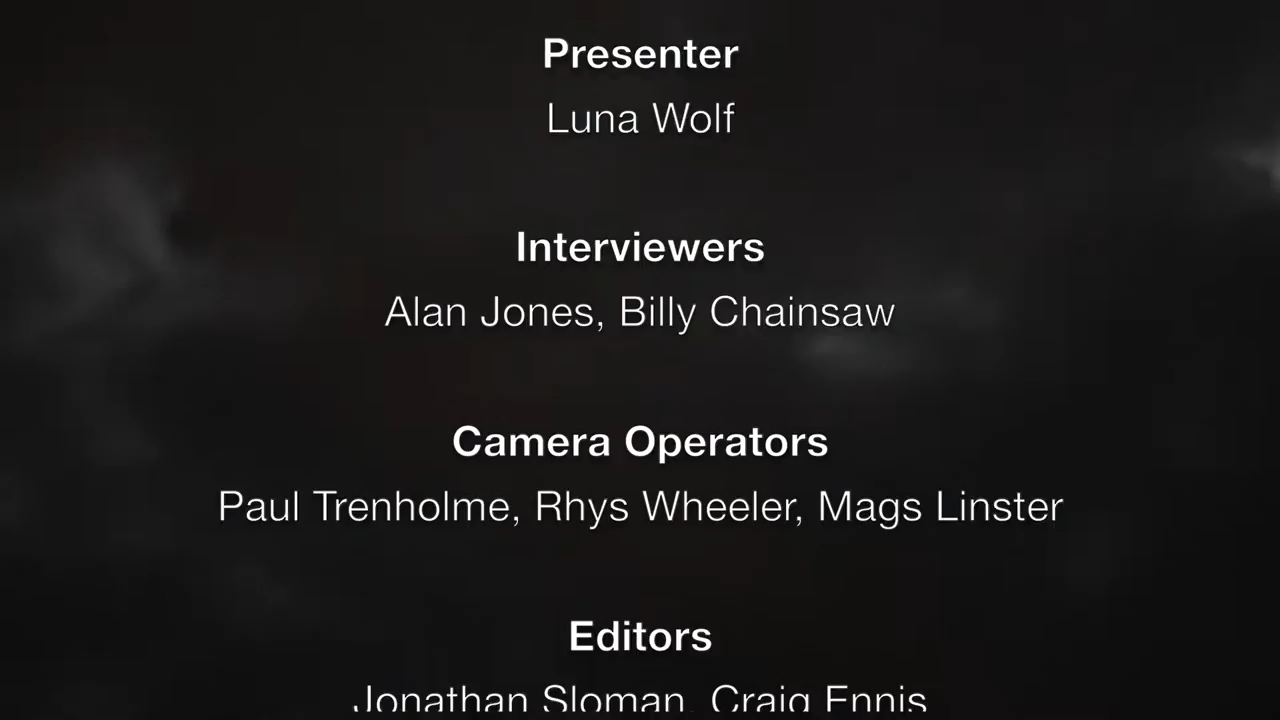 Presenter
Luna Wolf
Interviewers
Alan Jones, Billy Chainsaw
Camera Operators
Paul Trenholme, Rhys Wheeler, Mags Linster
Editors
Jonathan Sloman, Craig Ennis